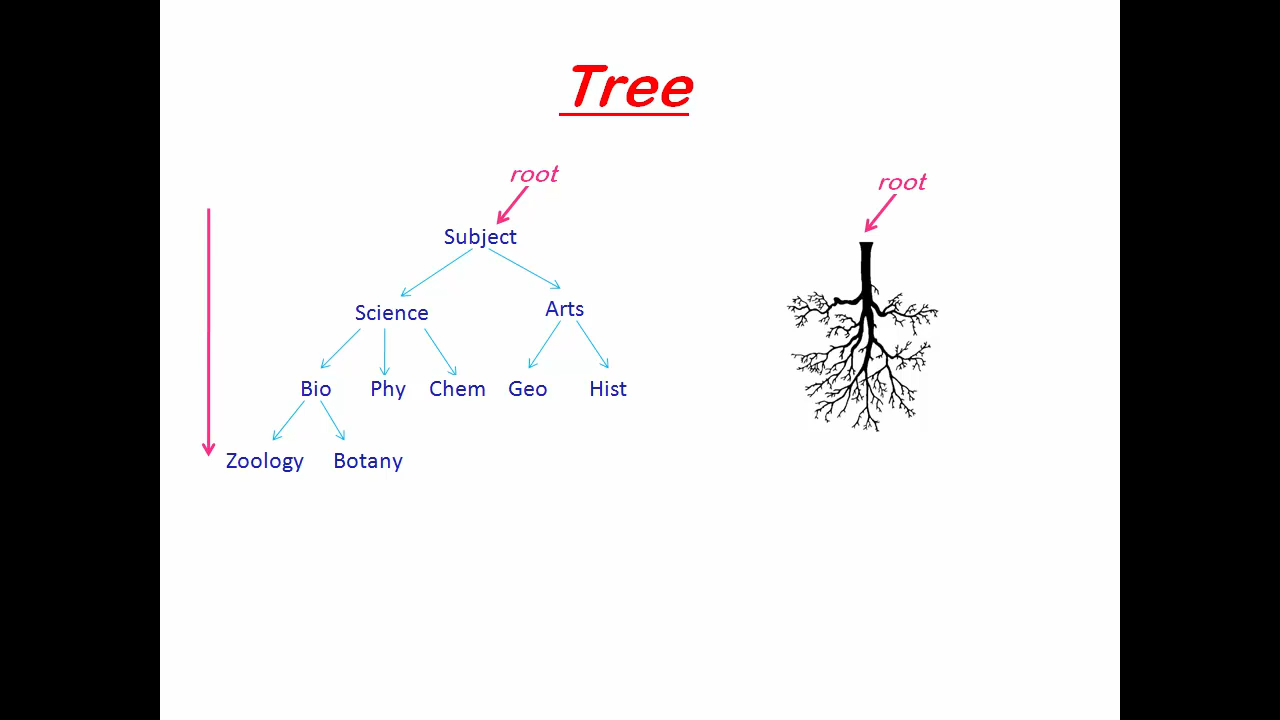 Tree
root
root
Subject
Science
Arts
Bio
Phy
Chem
Geo
Hist
Zoology
Botany